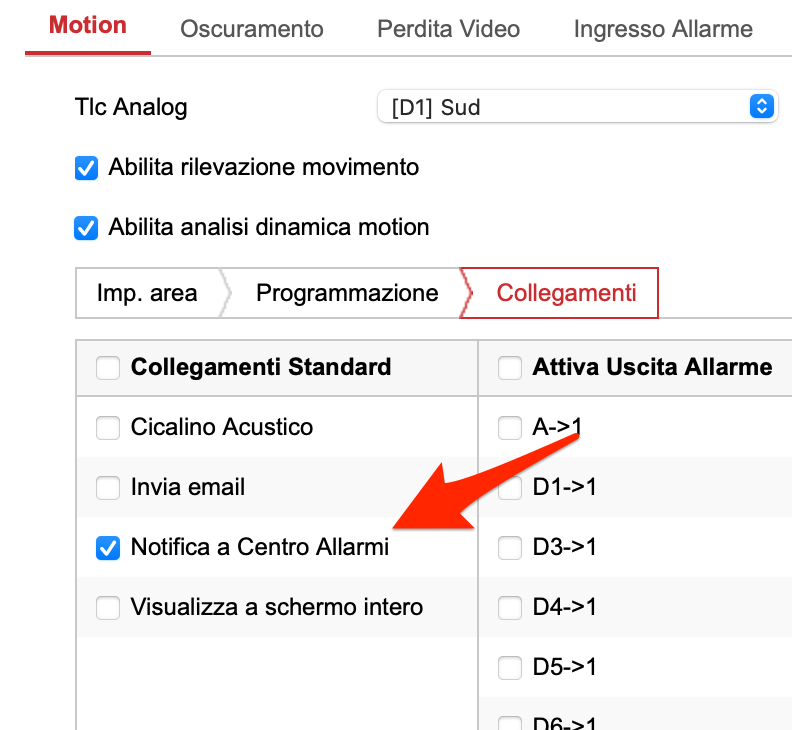 Motion Oscuramento Perdita Video Ingresso Allarme
Tlc Analog [D1] Sud
Abilita rilevazione movimento
Abilita analisi dinamica motion
Imp. area Programmazione Collegamenti
Collegamenti Standard Attiva Uscita Allarme
Cicalino Acustico A->1
Invia email D1->1
Notifica a Centro Allarmi D3->1
Visualizza a schermo intero D4->1
D5->1
D6->1